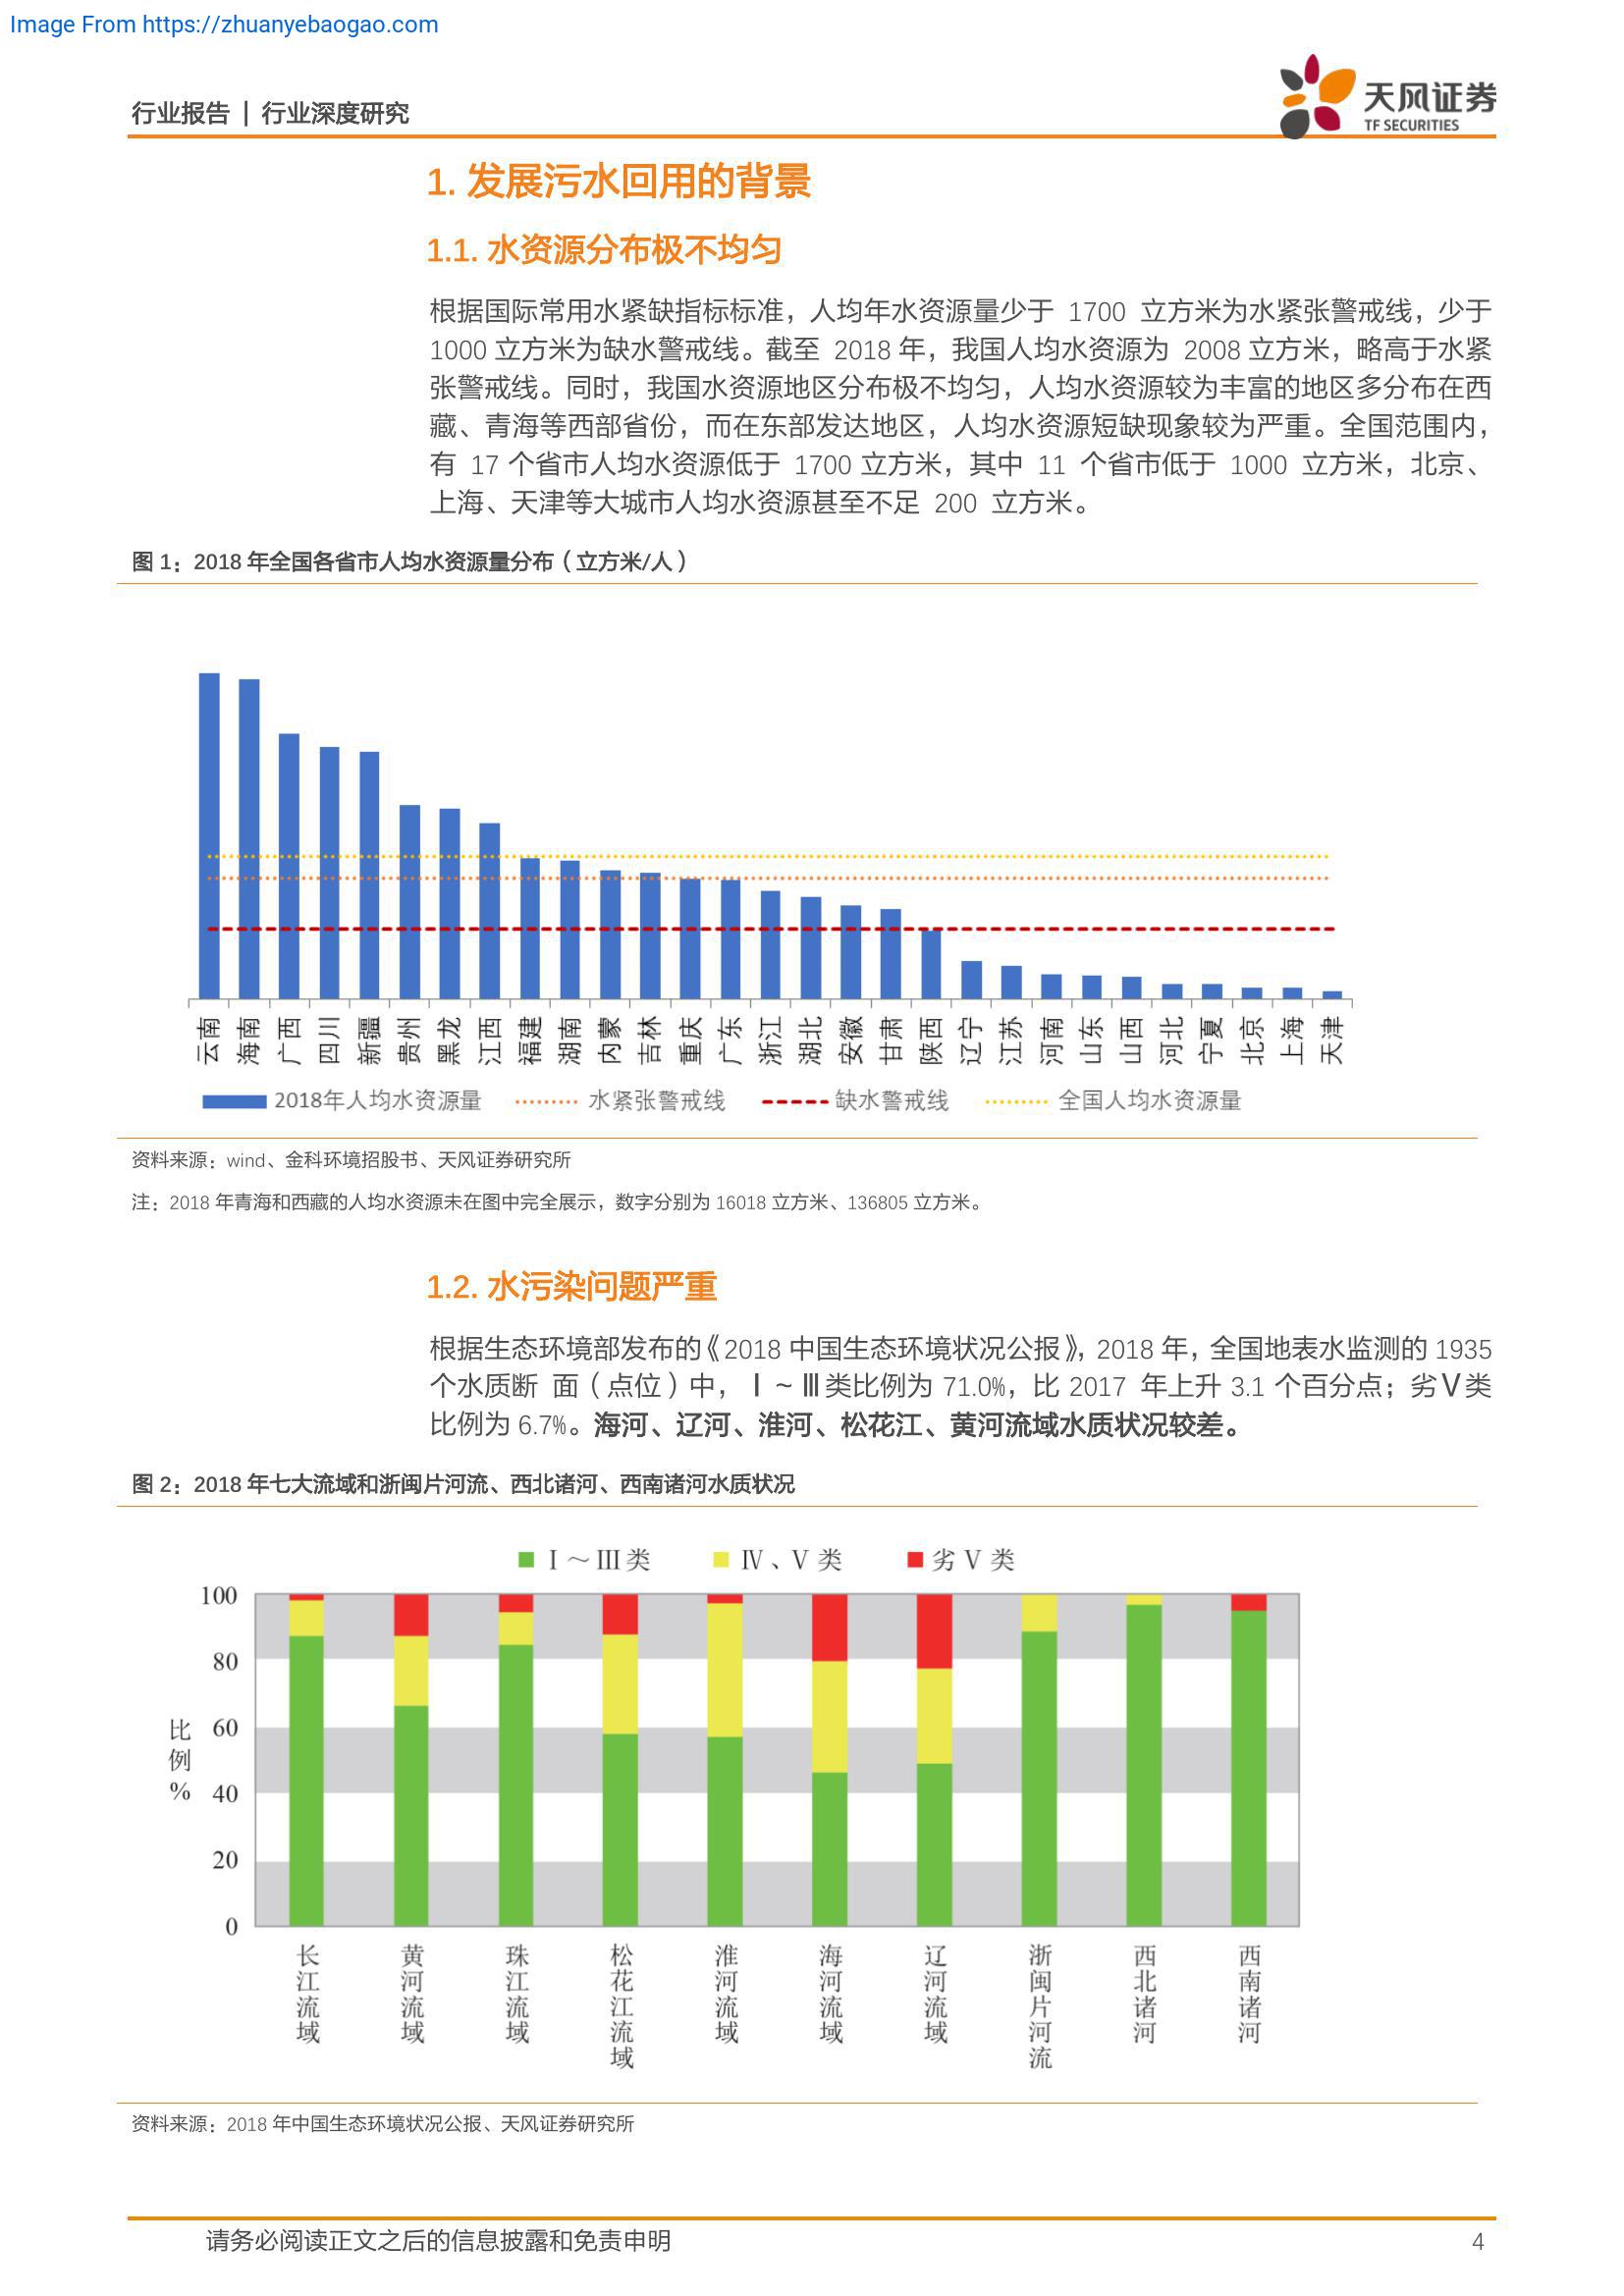 Image From https://zhuanyebaogao.com
行业报告 | 行业深度研究
天风证券
TF SECURITIES
1. 发展污水回用的背景
1.1. 水资源分布极不均匀
根据国际常用水紧缺指标标准，人均年水资源量少于 1700 立方米为水紧张警戒线，少于
1000 立方米为缺水警戒线。截至 2018 年，我国人均水资源为 2008 立方米，略高于水紧
张警戒线。同时，我国水资源地区分布极不均匀，人均水资源较为丰富的地区多分布在西
藏、青海等西部省份，而在东部发达地区，人均水资源短缺现象较为严重。全国范围内，
有 17 个省市人均水资源低于 1700 立方米，其中 11 个省市低于 1000 立方米，北京、
上海、天津等大城市人均水资源甚至不足 200 立方米。
图 1：2018 年全国各省市人均水资源量分布（立方米/人）
云南 海南 广西 四川 新疆 贵州 黑龙 江西 福建 湖南 内蒙 吉林 重庆 广东 浙江 湖北 安徽 甘肃 陕西 辽宁 江苏 河南 山东 山西 河北 宁夏 北京 上海 天津
2018年人均水资源量 水紧张警戒线 缺水警戒线 全国人均水资源量
资料来源：wind、金科环境招股书、天风证券研究所
注：2018 年青海和西藏的人均水资源未在图中完全展示，数字分别为 16018 立方米、136805 立方米。
1.2. 水污染问题严重
根据生态环境部发布的《2018 中国生态环境状况公报》，2018 年，全国地表水监测的 1935
个水质断 面（点位）中，Ⅰ~Ⅲ类比例为 71.0%，比 2017 年上升 3.1 个百分点；劣Ⅴ类
比例为 6.7%。海河、辽河、淮河、松花江、黄河流域水质状况较差。
图 2：2018 年七大流域和浙闽片河流、西北诸河、西南诸河水质状况
Ⅰ～Ⅲ类 Ⅳ、Ⅴ类 劣Ⅴ类
100
80
60
40
20
0
比例%
长江流域 黄河流域 珠江流域 松花江流域 淮河流域 海河流域 辽河流域 浙闽片河流 西北诸河 西南诸河
资料来源：2018 年中国生态环境状况公报、天风证券研究所
请务必阅读正文之后的信息披露和免责申明
4